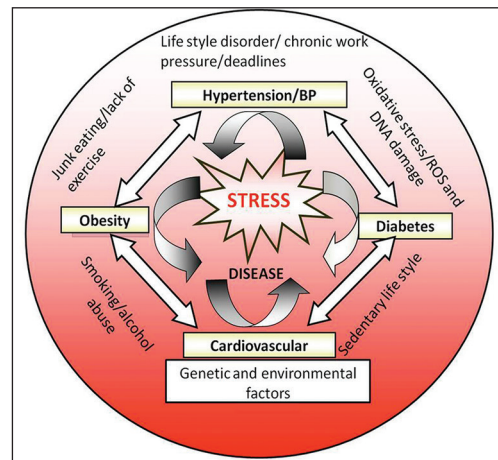 Life style disorder/ chronic work
pressure/deadlines
Hypertension/BP
Junk eating/lack of
exercise
Oxidative stress/ROS and
DNA damage
STRESS
Obesity
Diabetes
DISEASE
Smoking/alcohol
abuse
Sedentary life style
Cardiovascular
Genetic and environmental
factors